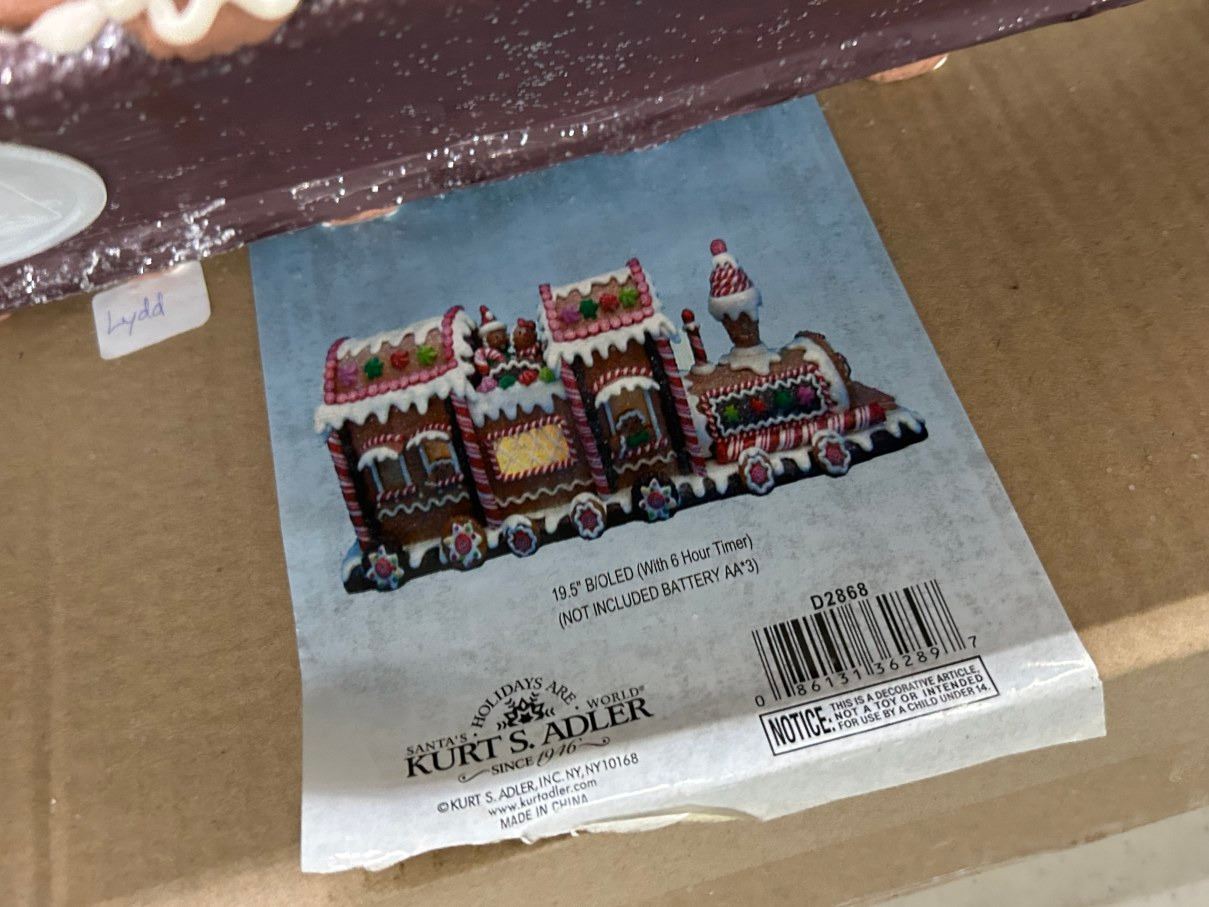 Lydd
19.5" B/OLED (With 6 Hour Timer)
(NOT INCLUDED BATTERY AA*3)
D2868
0 86131 36289 7
NOTICE: THIS IS A DECORATIVE ARTICLE,
NOT A TOY OR INTENDED
FOR USE BY A CHILD UNDER 14.
SANTA'S HOLIDAYS ARE WORLD®
KURT S. ADLER
SINCE 1946
©KURT S. ADLER, INC. NY, NY10168
www.kurtadler.com
MADE IN CHINA